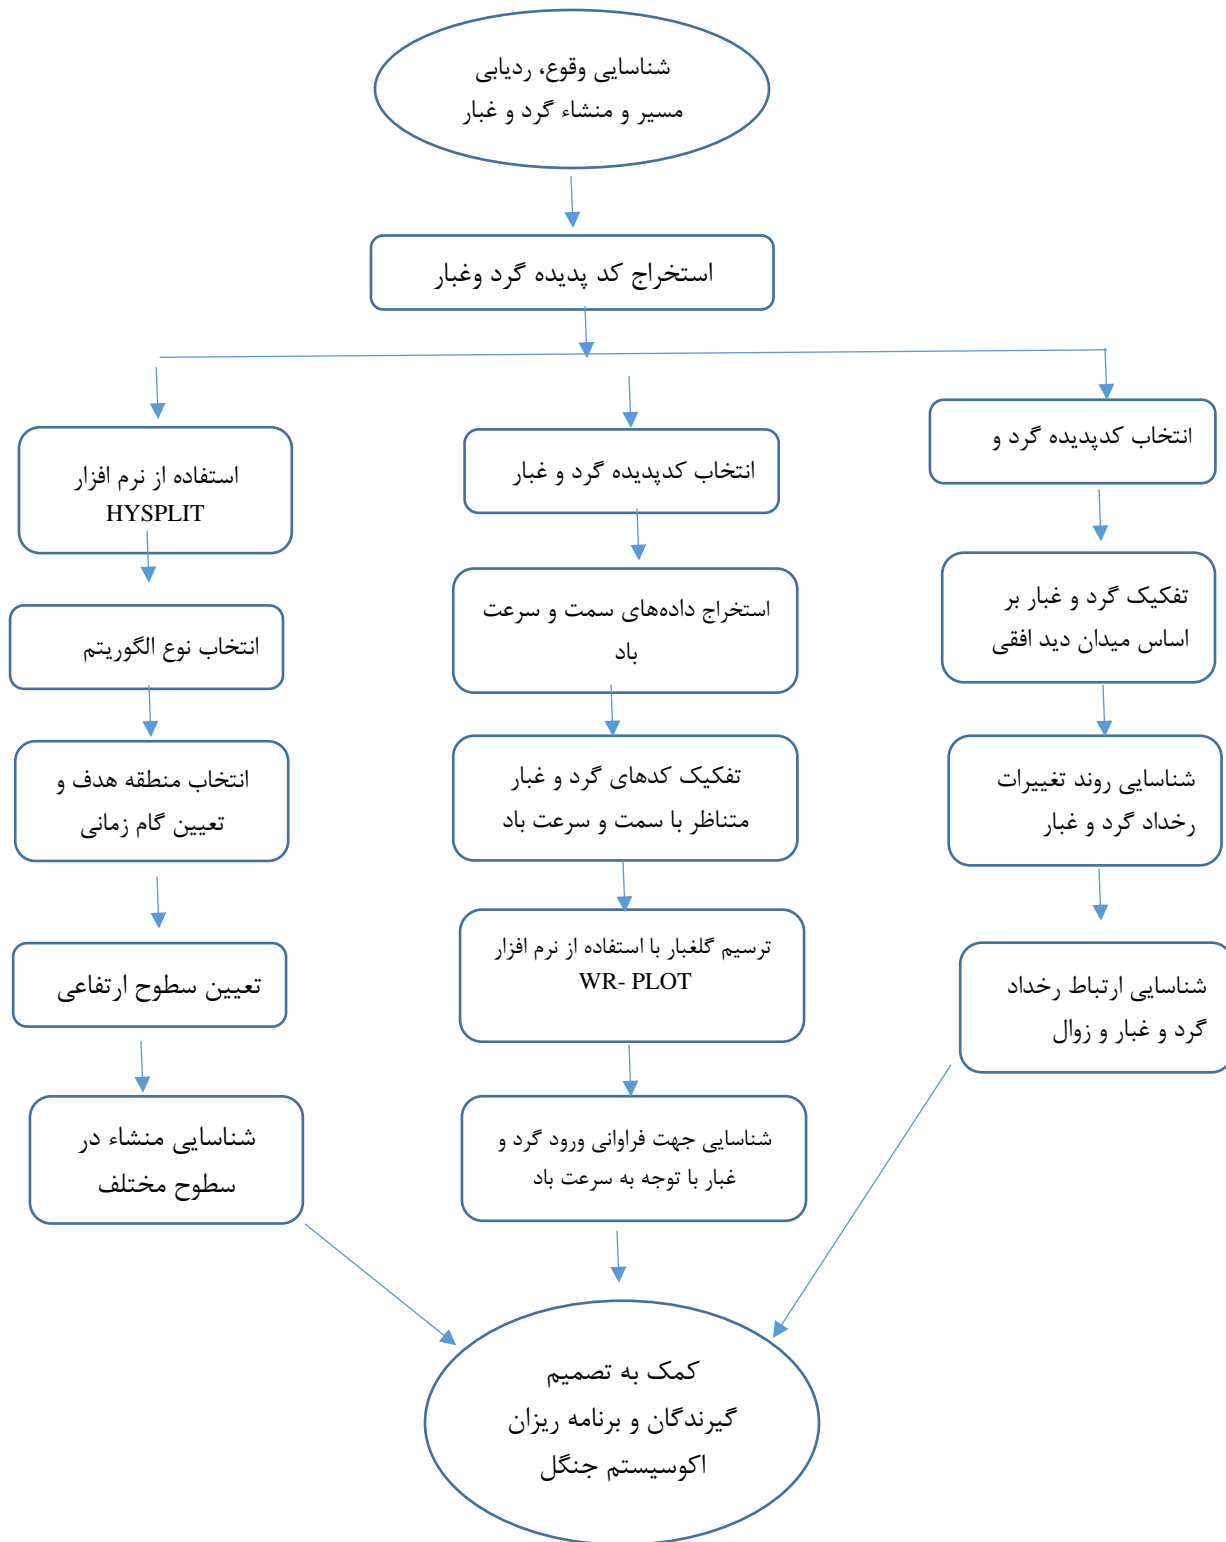 شناسایی وقوع، ردیابی
مسیر و منشاء گرد و غبار
استخراج کد پدیده گرد وغبار
انتخاب کدپدیده گرد و
تفکیک گرد و غبار بر
اساس میدان دید افقی
شناسایی روند تغییرات
رخداد گرد و غبار
شناسایی ارتباط رخداد
گرد و غبار و زوال
انتخاب کدپدیده گرد و غبار
استخراج داده‌های سمت و سرعت
باد
تفکیک کدهای گرد و غبار
متناظر با سمت و سرعت باد
ترسیم گلغبار با استفاده از نرم افزار
WR- PLOT
شناسایی جهت فراوانی ورود گرد و
غبار با توجه به سرعت باد
استفاده از نرم افزار
HYSPLIT
انتخاب نوع الگوریتم
انتخاب منطقه هدف و
تعیین گام زمانی
تعیین سطوح ارتفاعی
شناسایی منشاء در
سطوح مختلف
کمک به تصمیم
گیرندگان و برنامه ریزان
اکوسیستم جنگل